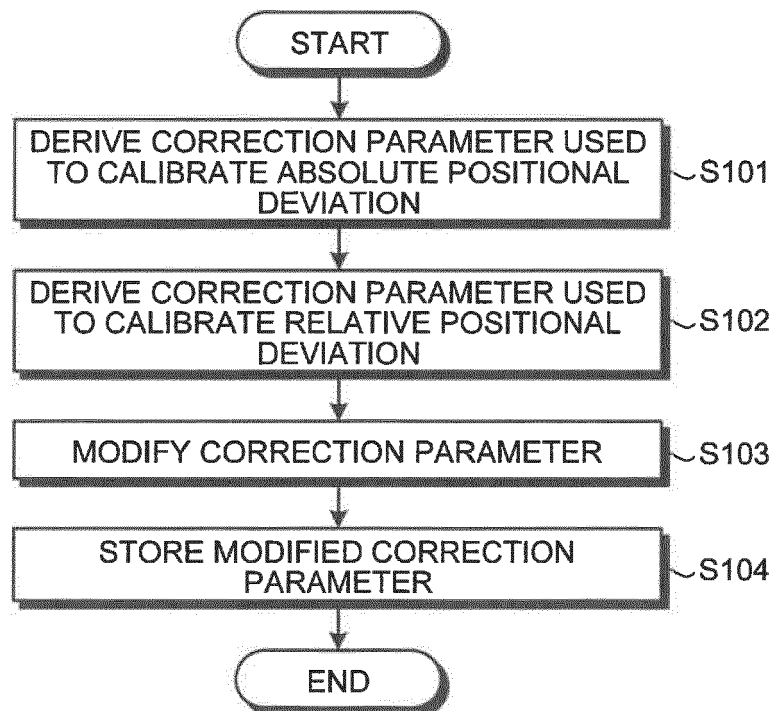 START
DERIVE CORRECTION PARAMETER USED
TO CALIBRATE ABSOLUTE POSITIONAL
DEVIATION
S101
DERIVE CORRECTION PARAMETER USED
TO CALIBRATE RELATIVE POSITIONAL
DEVIATION
S102
MODIFY CORRECTION PARAMETER
S103
STORE MODIFIED CORRECTION
PARAMETER
S104
END